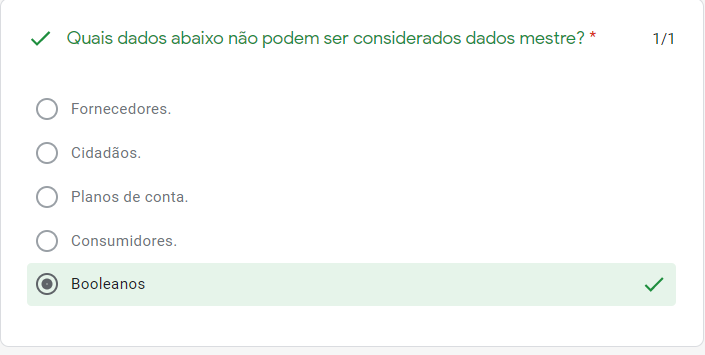 Quais dados abaixo não podem ser considerados dados mestre? * 1/1
Fornecedores.
Cidadãos.
Planos de conta.
Consumidores.
Booleanos